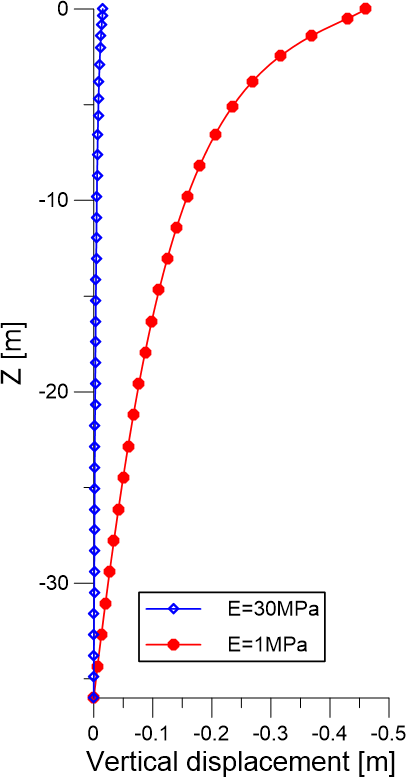 0
-10
-20
-30
Z [m]
E=30MPa
E=1MPa
0 -0.1 -0.2 -0.3 -0.4 -0.5
Vertical displacement [m]